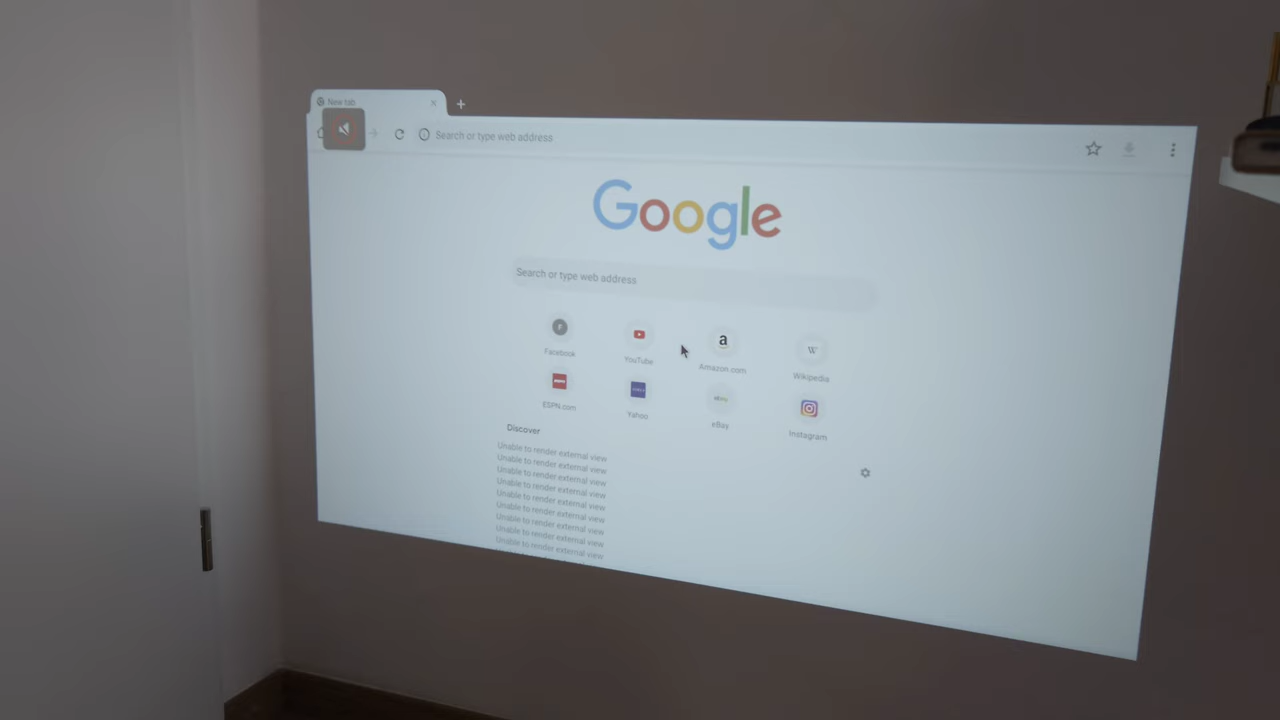 New tab
Search or type web address
Google
Search or type web address
Facebook
YouTube
a
Amazon.com
W
Wikipedia
ESPN.com
Yahoo
ebay
eBay
Instagram
Discover
Unable to render external view
Unable to render external view
Unable to render external view
Unable to render external view
Unable to render external view
Unable to render external view
Unable to render external view
Unable to render external view
Unable to render external view